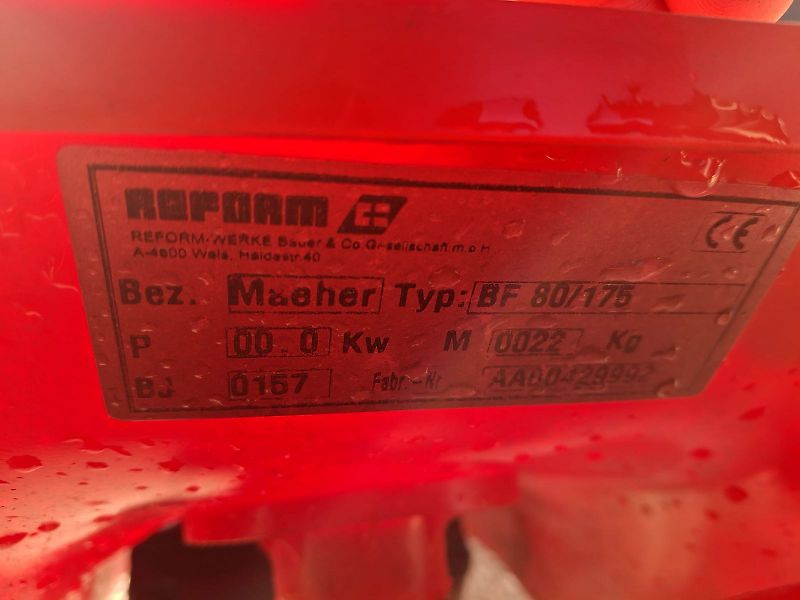 REFORM
REFORM-WERKE Bauer & Co Gesellschaft m.b.H
A-4600 Wels, Haidestr.40
CE
Bez. Maeher Typ: BF 80/175
P 00.0 Kw M 0022 Kg
BJ 0157 Fabr.-Nr